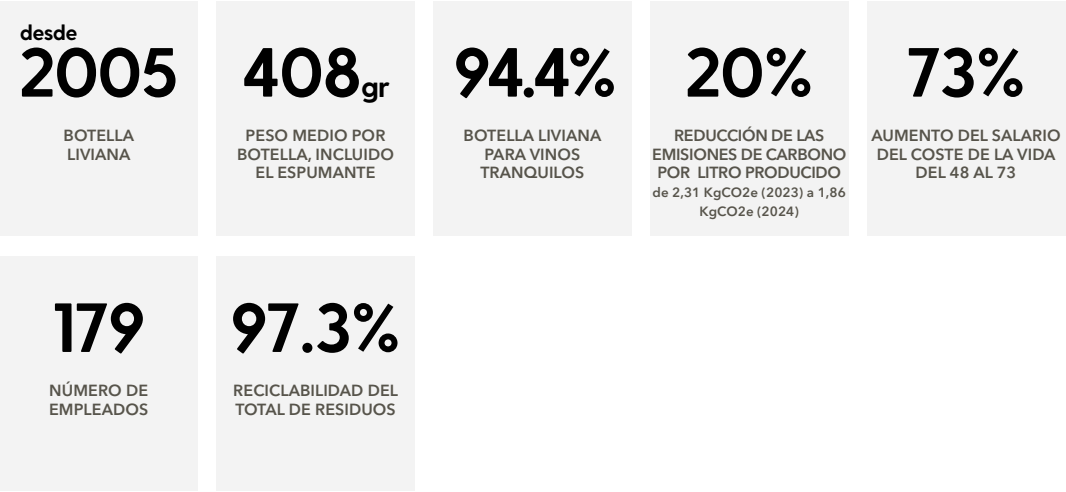 desde
2005
BOTELLA
LIVIANA
408gr
PESO MEDIO POR
BOTELLA, INCLUIDO
EL ESPUMANTE
94.4%
BOTELLA LIVIANA
PARA VINOS
TRANQUILOS
20%
REDUCCIÓN DE LAS
EMISIONES DE CARBONO
POR LITRO PRODUCIDO
de 2,31 KgCO2e (2023) a 1,86
KgCO2e (2024)
73%
AUMENTO DEL SALARIO
DEL COSTE DE LA VIDA
DEL 48 AL 73
179
NÚMERO DE
EMPLEADOS
97.3%
RECICLABILIDAD DEL
TOTAL DE RESIDUOS